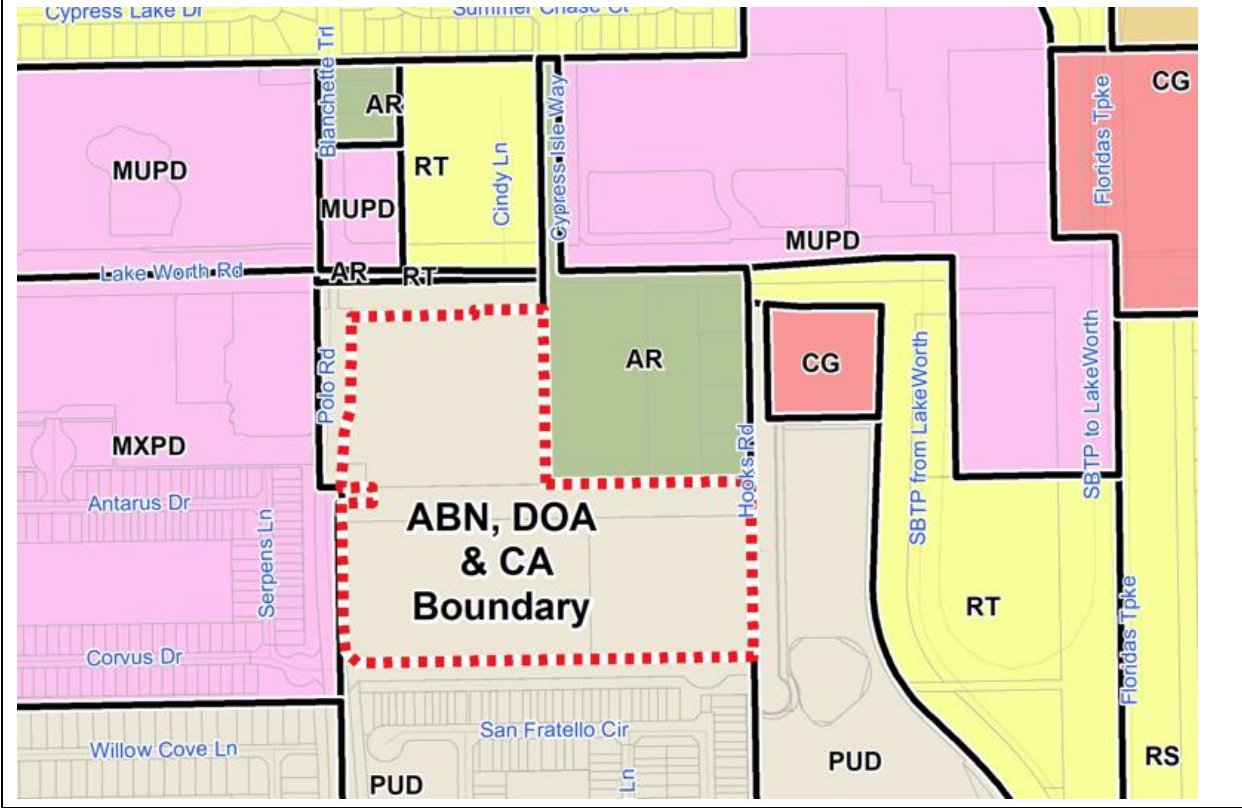 Cypress Lake Dr
Summer Chase Ct
Blanchette Trl
AR
RT
Cindy Ln
Cypress Isle Way
Floridas Tpke
CG
MUPD
MUPD
MUPD
Lake Worth Rd
AR
RT
Polo Rd
AR
CG
SBTP from LakeWorth
SBTP to LakeWorth
MXPD
Antarus Dr
Serpens Ln
Hooks Rd
ABN, DOA
& CA
Boundary
RT
Corvus Dr
Floridas Tpke
San Fratello Cir
Willow Cove Ln
PUD
Ln
PUD
RS